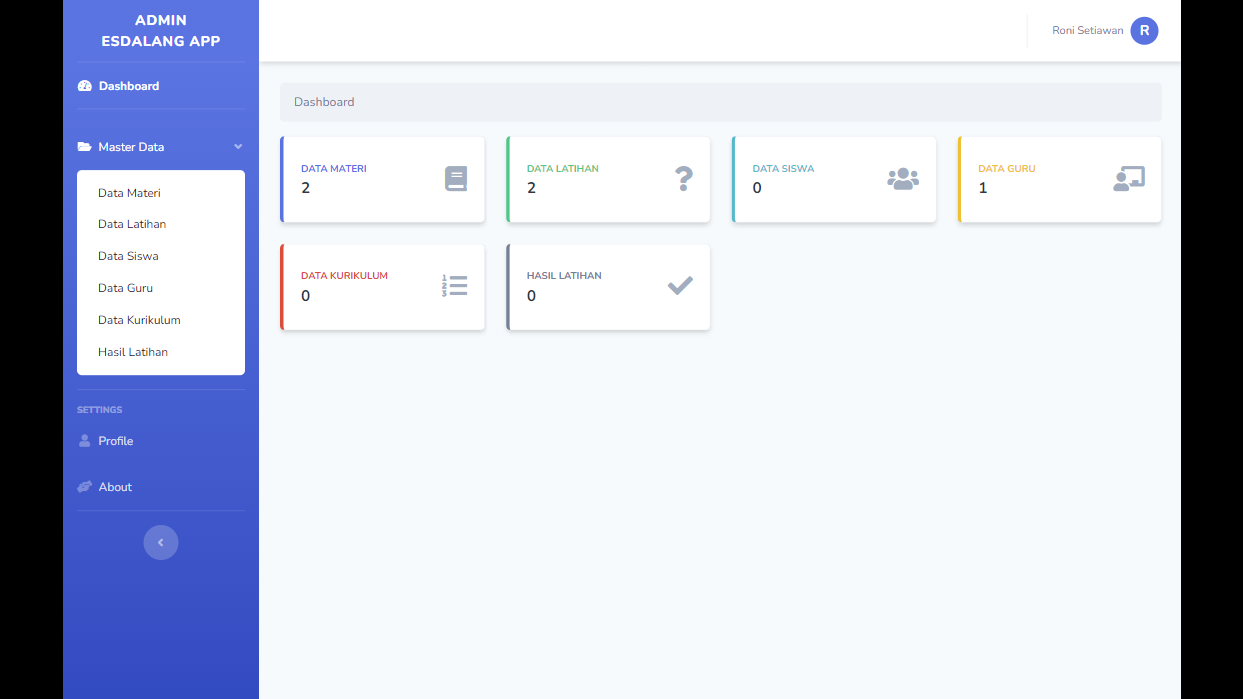 ADMIN
ESDALANG APP
Dashboard
Master Data
Data Materi
Data Latihan
Data Siswa
Data Guru
Data Kurikulum
Hasil Latihan
SETTINGS
Profile
About
Roni Setiawan
R
Dashboard
DATA MATERI
2
DATA LATIHAN
2
DATA SISWA
0
DATA GURU
1
DATA KURIKULUM
0
HASIL LATIHAN
0